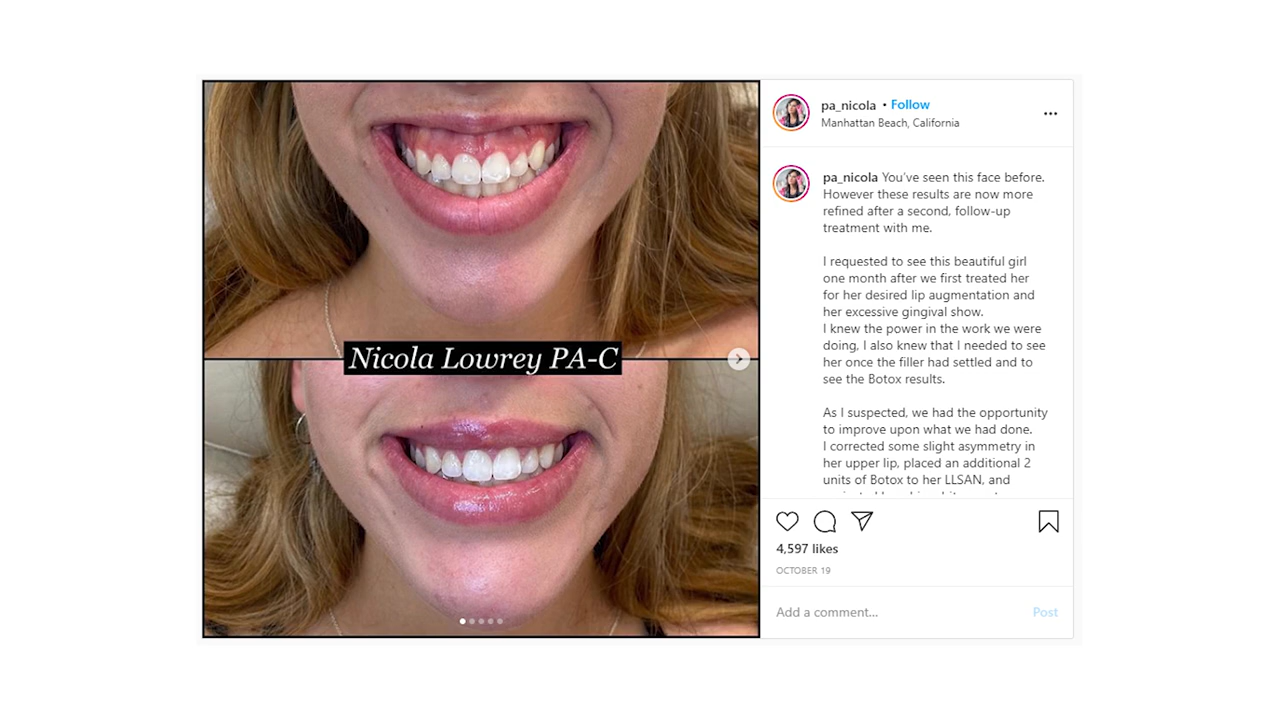 Nicola Lowrey PA-C
pa_nicola • Follow
Manhattan Beach, California
pa_nicola You've seen this face before.
However these results are now more
refined after a second, follow-up
treatment with me.
I requested to see this beautiful girl
one month after we first treated her
for her desired lip augmentation and
her excessive gingival show.
I knew the power in the work we were
doing, I also knew that I needed to see
her once the filler had settled and to
see the Botox results.
As I suspected, we had the opportunity
to improve upon what we had done.
I corrected some slight asymmetry in
her upper lip, placed an additional 2
units of Botox to her LLSAN, and
4,597 likes
OCTOBER 19
Add a comment...
Post